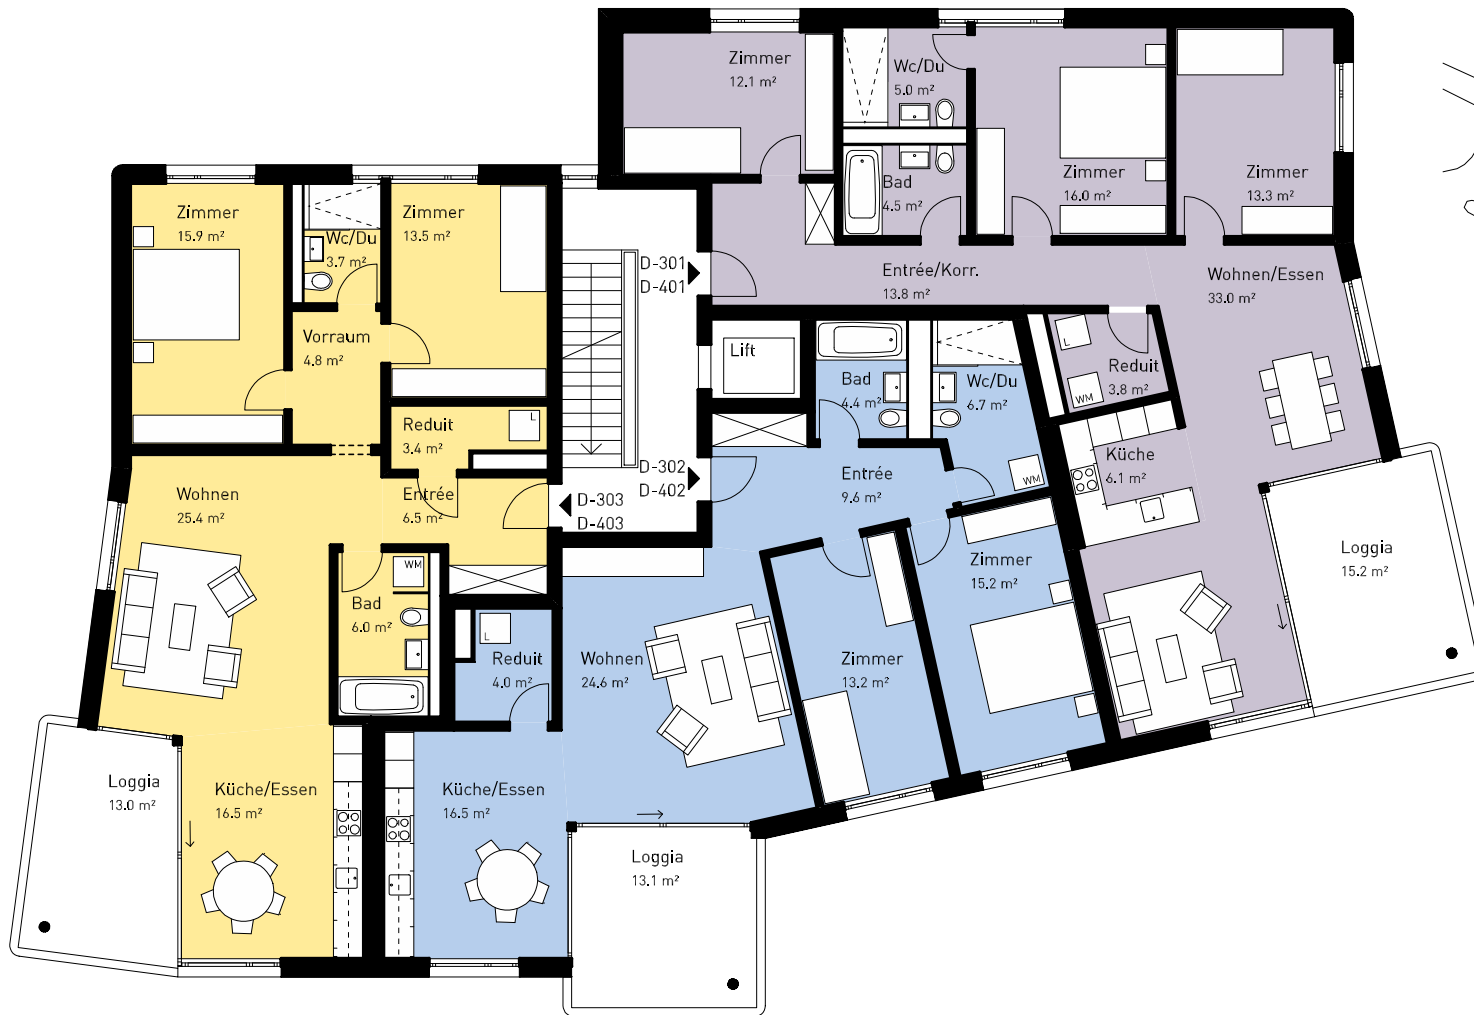 Zimmer
12.1 m²
Wc/Du
5.0 m²
Zimmer
16.0 m²
Zimmer
13.3 m²
Bad
4.5 m²
Entrée/Korr.
13.8 m²
Wohnen/Essen
33.0 m²
Reduit
3.8 m²
L
WM
Küche
6.1 m²
Loggia
15.2 m²
D-301
D-401
Lift
D-302
D-402
D-303
D-403
Zimmer
15.9 m²
Wc/Du
3.7 m²
Zimmer
13.5 m²
Vorraum
4.8 m²
Reduit
3.4 m²
L
Wohnen
25.4 m²
Entrée
6.5 m²
WM
Bad
6.0 m²
Loggia
13.0 m²
Küche/Essen
16.5 m²
Bad
4.4 m²
Wc/Du
6.7 m²
WM
Entrée
9.6 m²
Zimmer
15.2 m²
Zimmer
13.2 m²
Wohnen
24.6 m²
L
Reduit
4.0 m²
Küche/Essen
16.5 m²
Loggia
13.1 m²